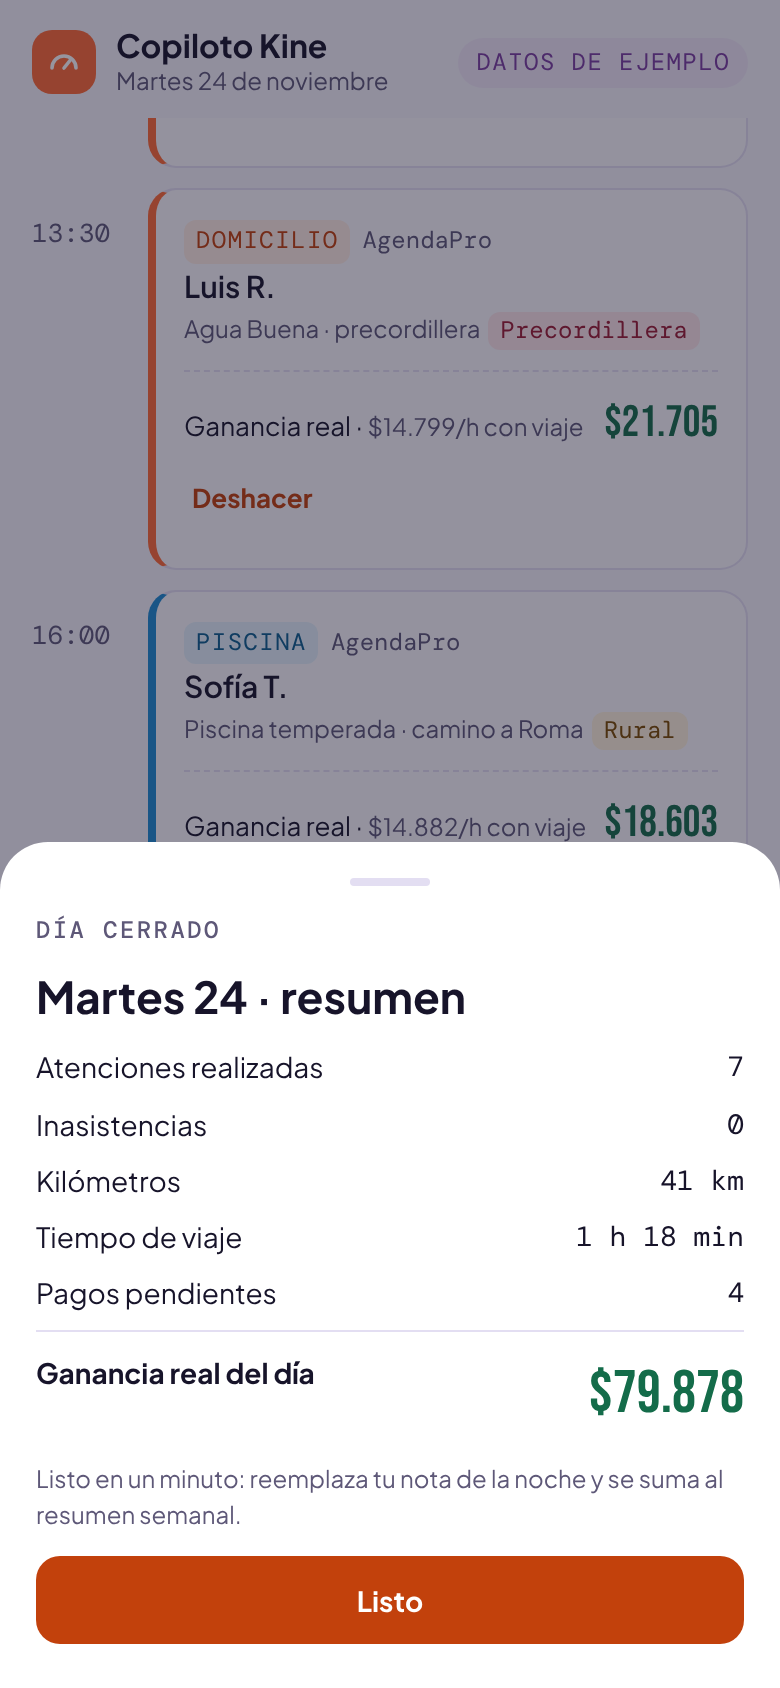 Copiloto Kine
Martes 24 de noviembre
DATOS DE EJEMPLO
13:30
DOMICILIO AgendaPro
Luis R.
Agua Buena · precordillera Precordillera
Ganancia real · $14.799/h con viaje $21.705
Deshacer
16:00
PISCINA AgendaPro
Sofía T.
Piscina temperada · camino a Roma Rural
Ganancia real · $14.882/h con viaje $18.603
DÍA CERRADO
Martes 24 · resumen
Atenciones realizadas 7
Inasistencias 0
Kilómetros 41 km
Tiempo de viaje 1 h 18 min
Pagos pendientes 4
Ganancia real del día $79.878
Listo en un minuto: reemplaza tu nota de la noche y se suma al
resumen semanal.
Listo